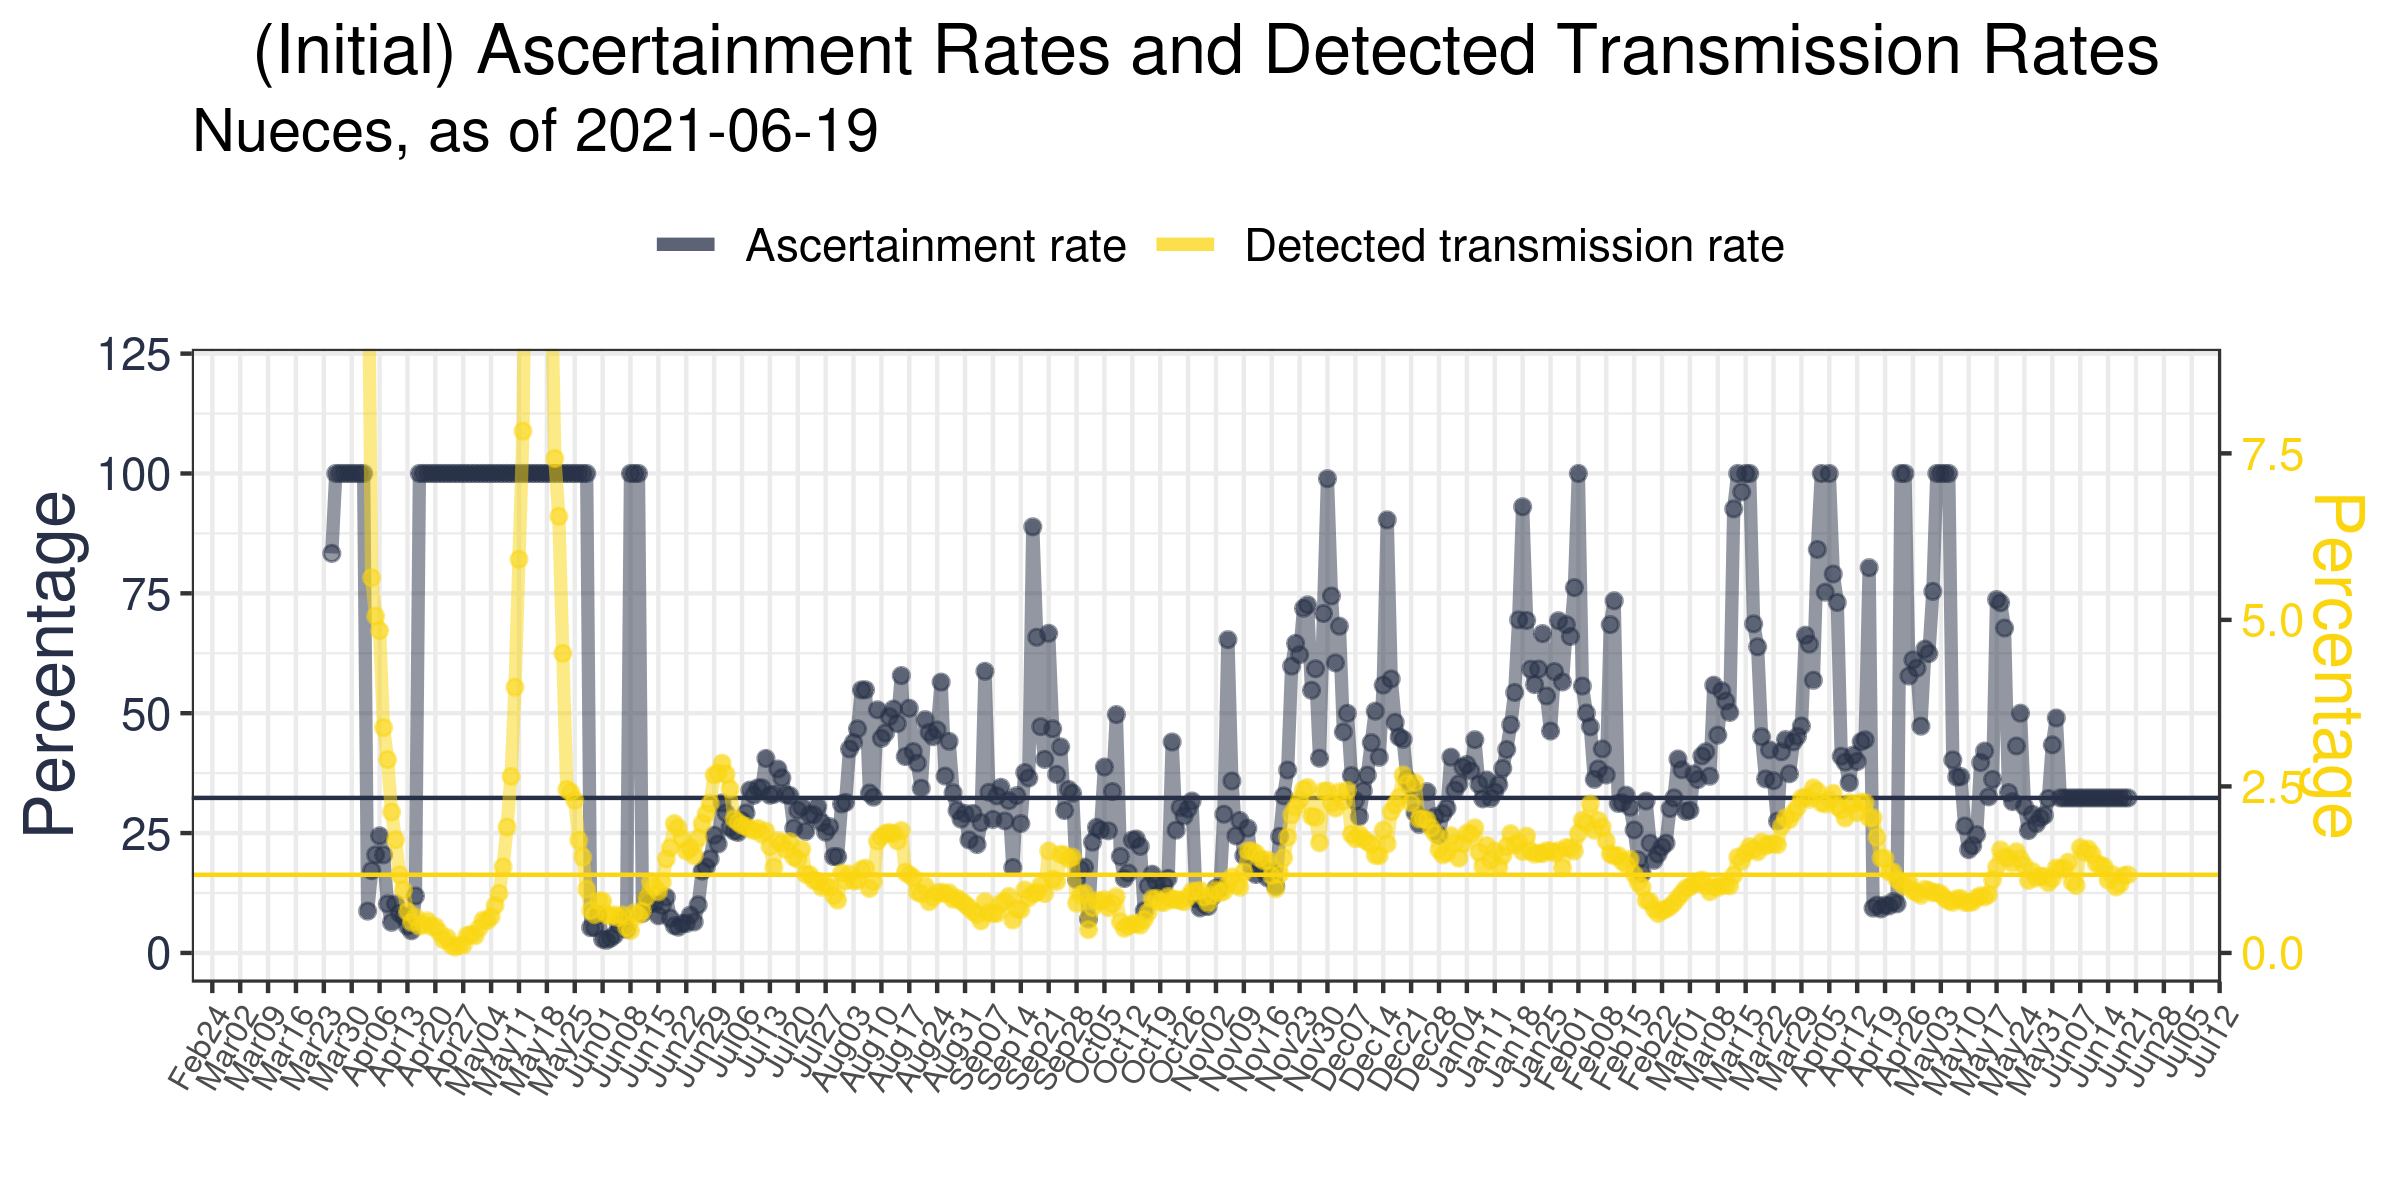 (Initial) Ascertainment Rates and Detected Transmission Rates
Nueces, as of 2021-06-19
Ascertainment rate Detected transmission rate
125
100
75
50
25
0
Percentage
7.5
5.0
2.5
0.0
Percentage
Feb24 Mar02 Mar09 Mar16 Mar23 Mar30 Apr06 Apr13 Apr20 Apr27 May04 May11 May18 May25 Jun01 Jun08 Jun15 Jun22 Jun29 Jul06 Jul13 Jul20 Jul27 Aug03 Aug10 Aug17 Aug24 Aug31 Sep07 Sep14 Sep21 Sep28 Oct05 Oct12 Oct19 Oct26 Nov02 Nov09 Nov16 Nov23 Nov30 Dec07 Dec14 Dec21 Dec28 Jan04 Jan11 Jan18 Jan25 Feb01 Feb08 Feb15 Feb22 Mar01 Mar08 Mar15 Mar22 Mar29 Apr05 Apr12 Apr19 Apr26 May03 May10 May17 May24 May31 Jun07 Jun14 Jun21 Jun28 Jul05 Jul12